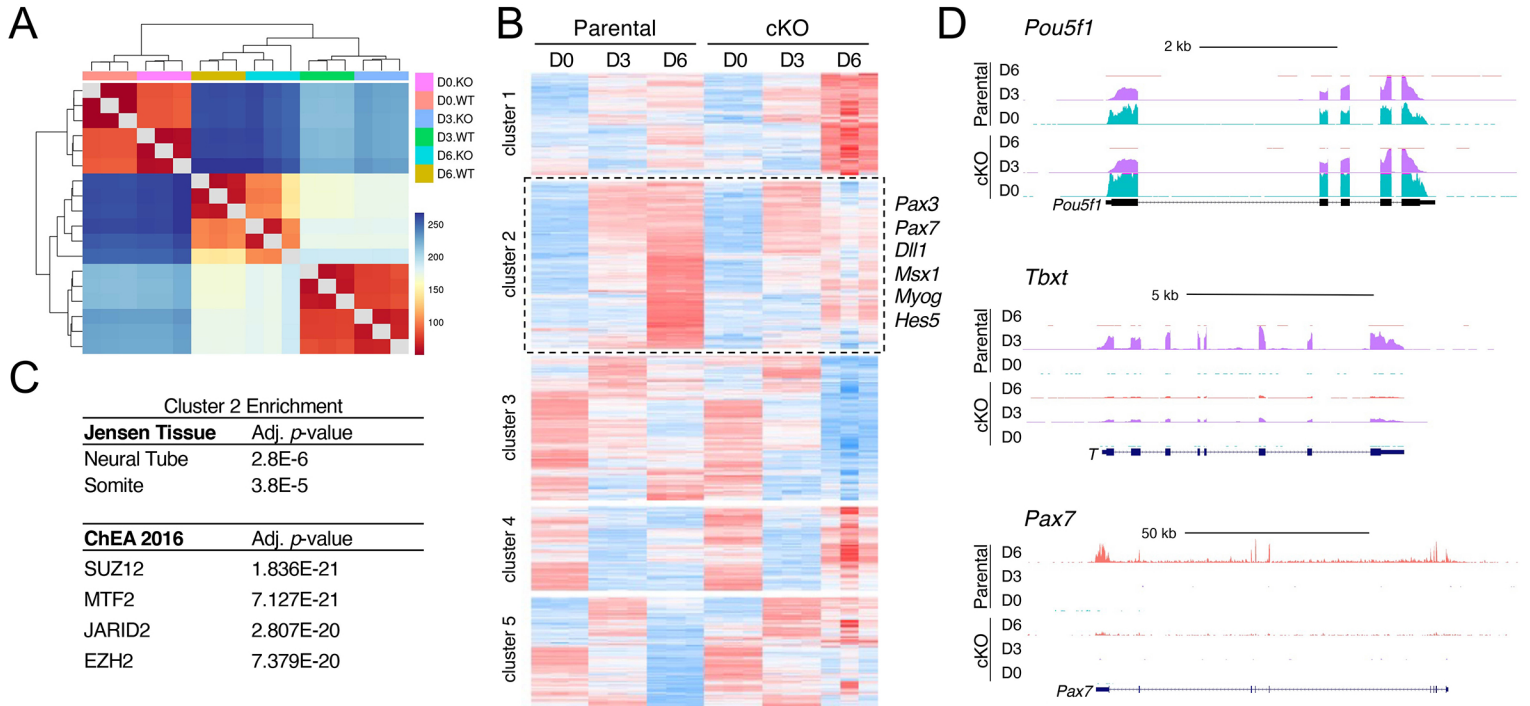 A
D0.KO
D0.WT
D3.KO
D3.WT
D6.KO
D6.WT
250
200
150
100
B
Parental cKO
D0 D3 D6 D0 D3 D6
cluster 1
cluster 2
cluster 3
cluster 4
cluster 5
Pax3
Pax7
Dll1
Msx1
Myog
Hes5
C
Cluster 2 Enrichment
Jensen Tissue Adj. p-value
Neural Tube 2.8E-6
Somite 3.8E-5
ChEA 2016 Adj. p-value
SUZ12 1.836E-21
MTF2 7.127E-21
JARID2 2.807E-20
EZH2 7.379E-20
D
Pou5f1
2 kb
Parental
D6
D3
D0
cKO
D6
D3
D0
Pou5f1
Tbxt
5 kb
Parental
D6
D3
D0
cKO
D6
D3
D0
T
Pax7
50 kb
Parental
D6
D3
D0
cKO
D6
D3
D0
Pax7